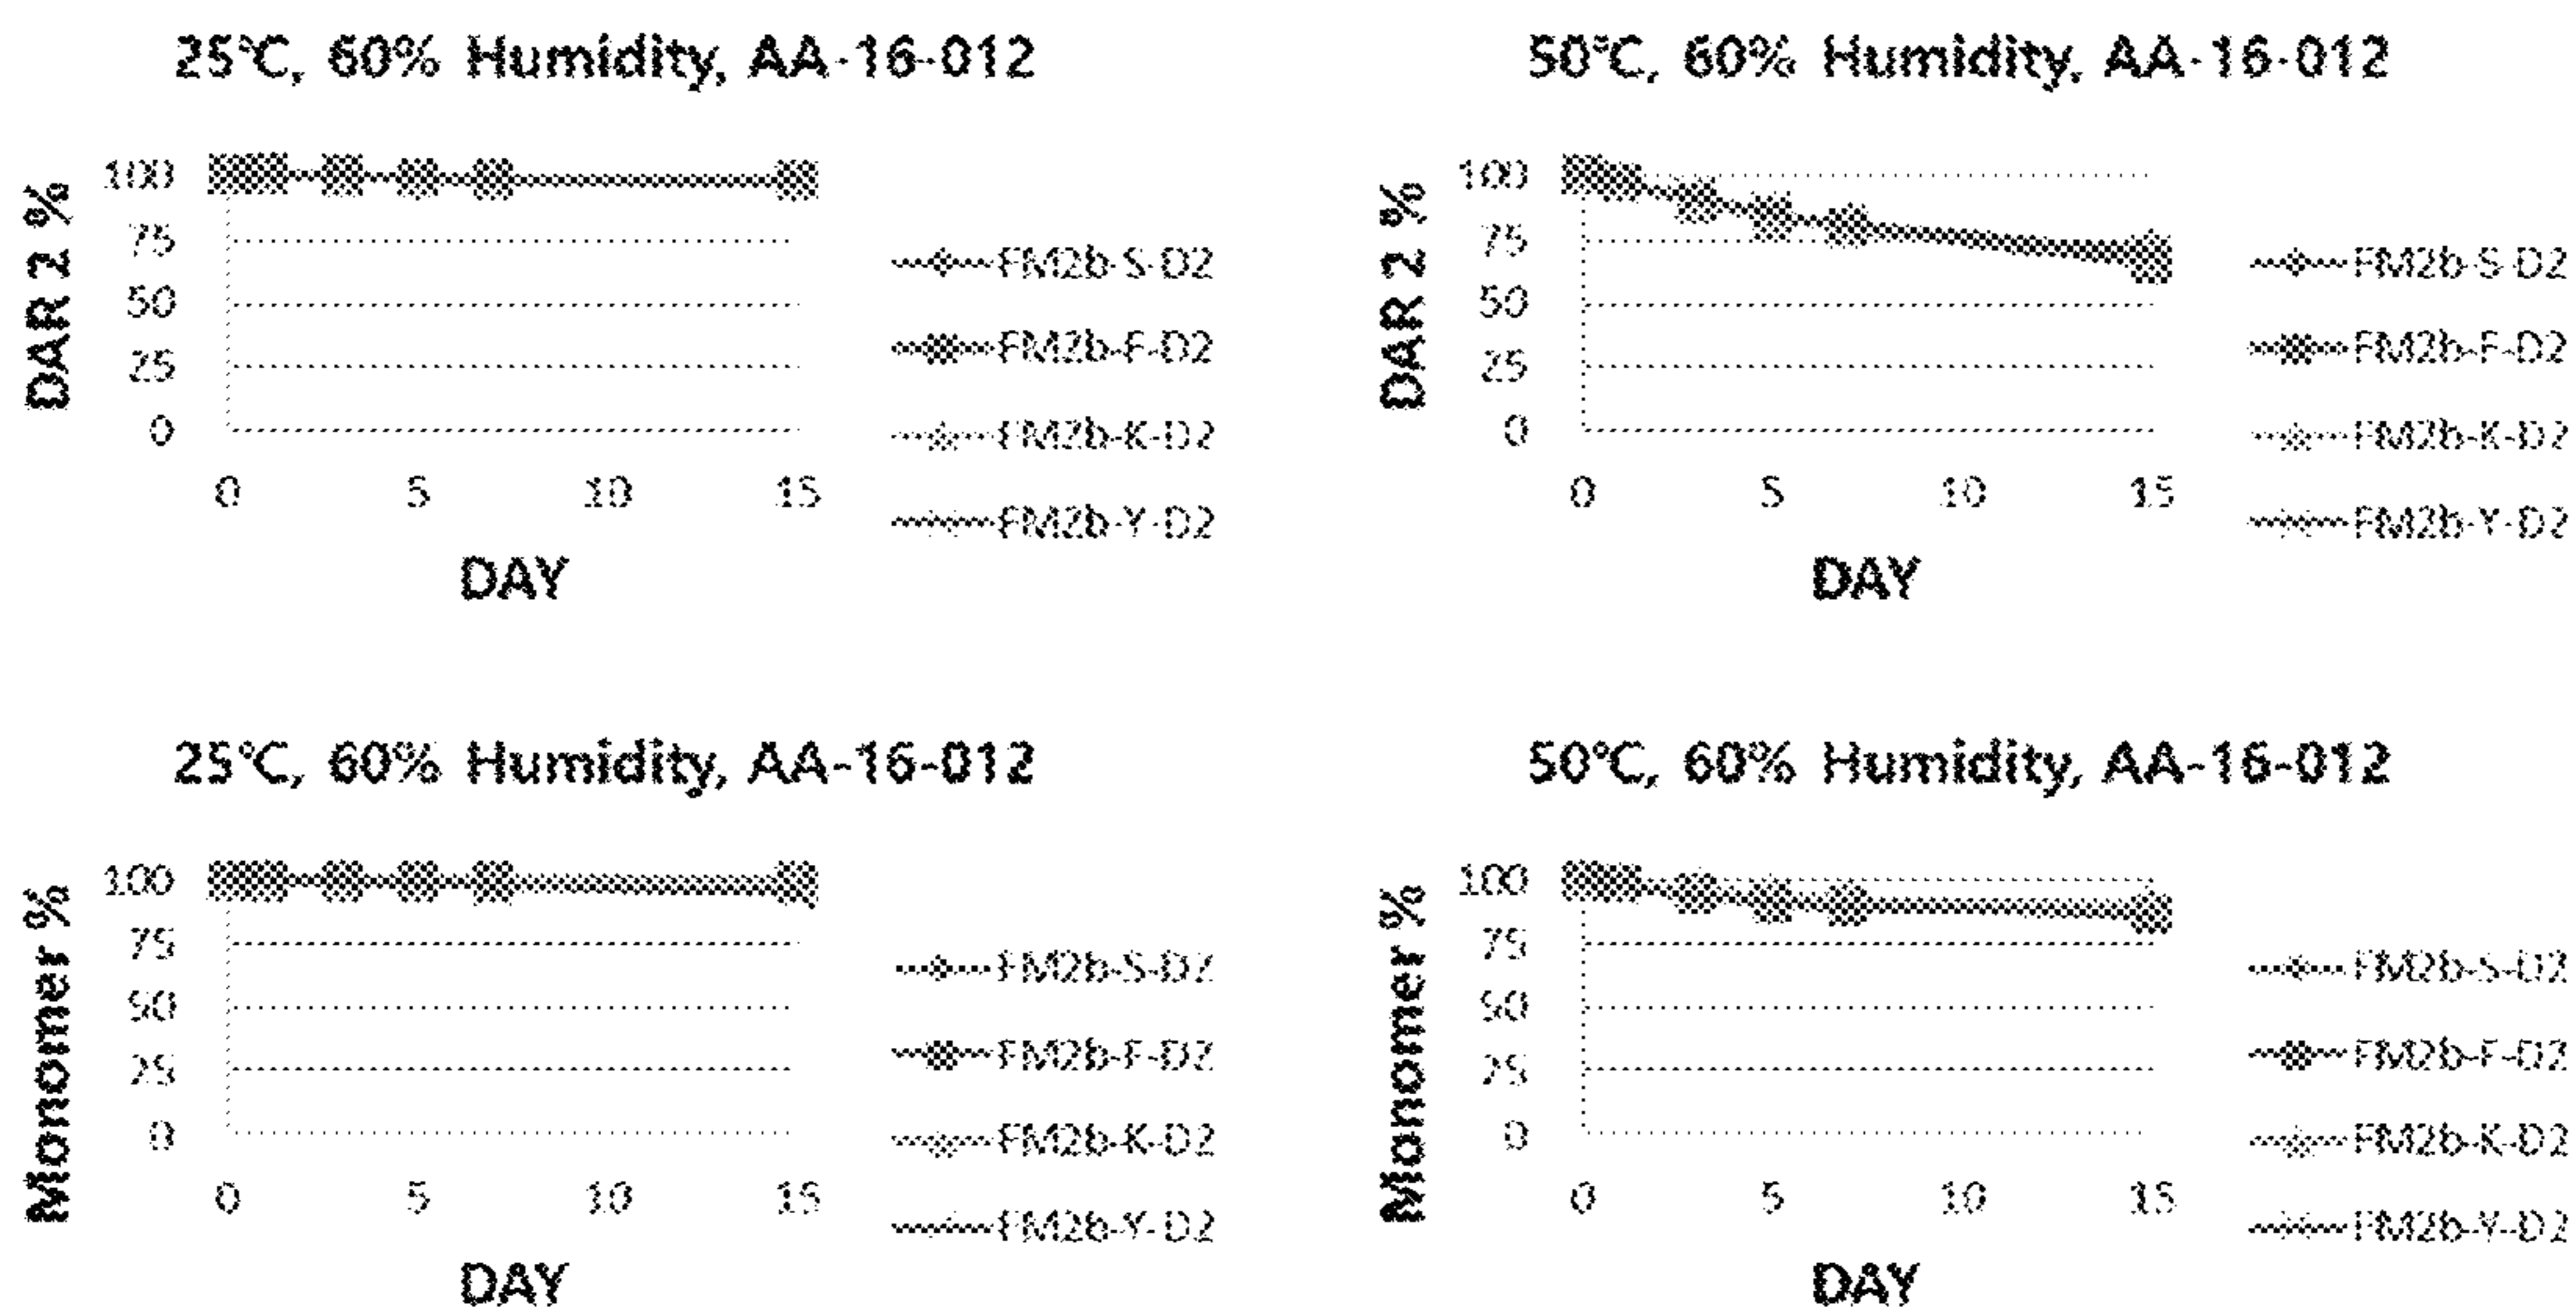 25℃, 60% Humidity, AA-16-012
DAR 2 %
100
75
50
25
0
0 5 10 15
DAY
FM2b-S-D2
FM2b-F-D2
FM2b-K-D2
FM2b-Y-D2
50℃, 60% Humidity, AA-16-012
DAR 2 %
100
75
50
25
0
0 5 10 15
DAY
FM2b-S-D2
FM2b-F-D2
FM2b-K-D2
FM2b-Y-D2
25℃, 60% Humidity, AA-16-012
Monomer %
100
75
50
25
0
0 5 10 15
DAY
FM2b-S-D2
FM2b-F-D2
FM2b-K-D2
FM2b-Y-D2
50℃, 60% Humidity, AA-16-012
Monomer %
100
75
50
25
0
0 5 10 15
DAY
FM2b-S-D2
FM2b-F-D2
FM2b-K-D2
FM2b-Y-D2